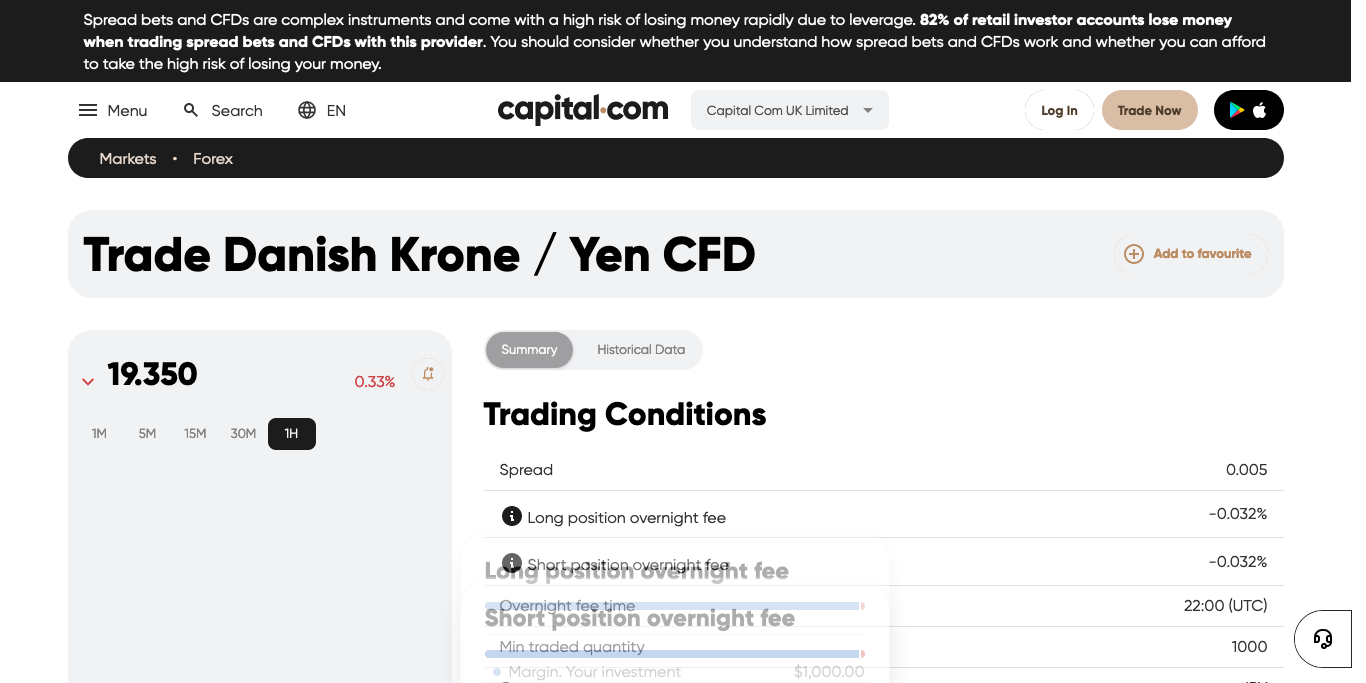 Spread bets and CFDs are complex instruments and come with a high risk of losing money rapidly due to leverage. 82% of retail investor accounts lose money
when trading spread bets and CFDs with this provider. You should consider whether you understand how spread bets and CFDs work and whether you can afford
to take the high risk of losing your money.
Menu Search EN capital.com Capital Com UK Limited Log In Trade Now
Markets • Forex
Trade Danish Krone / Yen CFD Add to favourite
19.350 0.33%
1M 5M 15M 30M 1H
Summary Historical Data
Trading Conditions
Spread 0.005
Long position overnight fee -0.032%
Short position overnight fee -0.032%
Long position overnight fee
Overnight fee time 22:00 (UTC)
Short position overnight fee
Min traded quantity 1000
Margin. Your investment $1,000.00